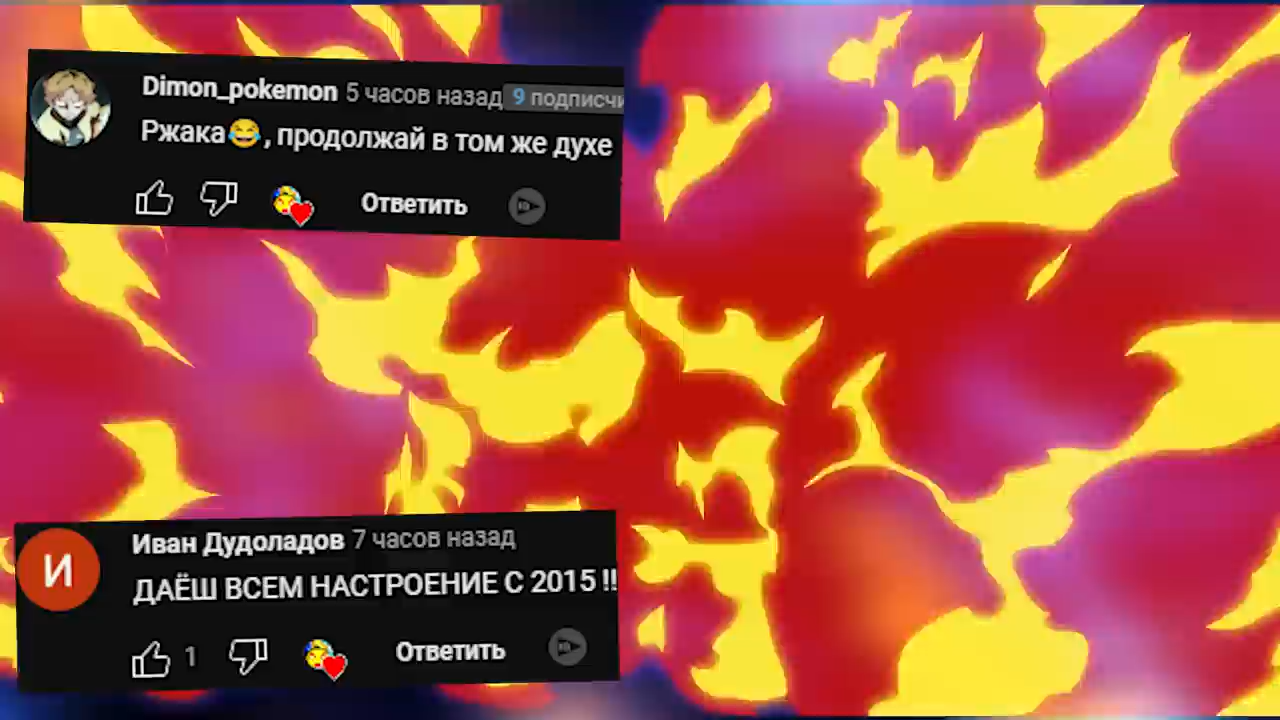 Dimon_pokemon 5 часов назад 9 подписчи
Ржака😂, продолжай в том же духе
Ответить
И
Иван Дудоладов 7 часов назад
ДАЁШ ВСЕМ НАСТРОЕНИЕ С 2015 !!
1 Ответить